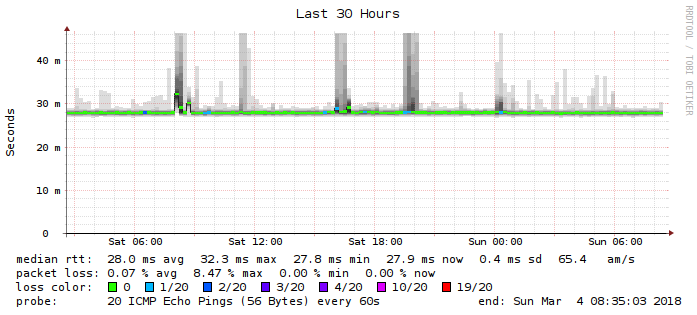 Last 30 Hours
RRDTOOL / TOBI OETIKER
Seconds
40 m
30 m
20 m
10 m
0
Sat 06:00 Sat 12:00 Sat 18:00 Sun 00:00 Sun 06:00
median rtt: 28.0 ms avg 32.3 ms max 27.8 ms min 27.9 ms now 0.4 ms sd 65.4 am/s
packet loss: 0.07 % avg 8.47 % max 0.00 % min 0.00 % now
loss color: 0 1/20 2/20 3/20 4/20 10/20 19/20
probe: 20 ICMP Echo Pings (56 Bytes) every 60s end: Sun Mar 4 08:35:03 2018